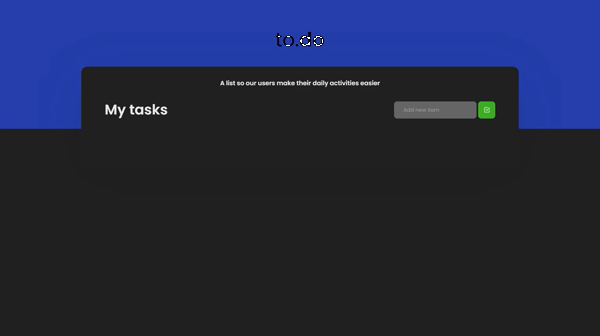 to.do
A list so our users make their daily activities easier
My tasks
Add new item